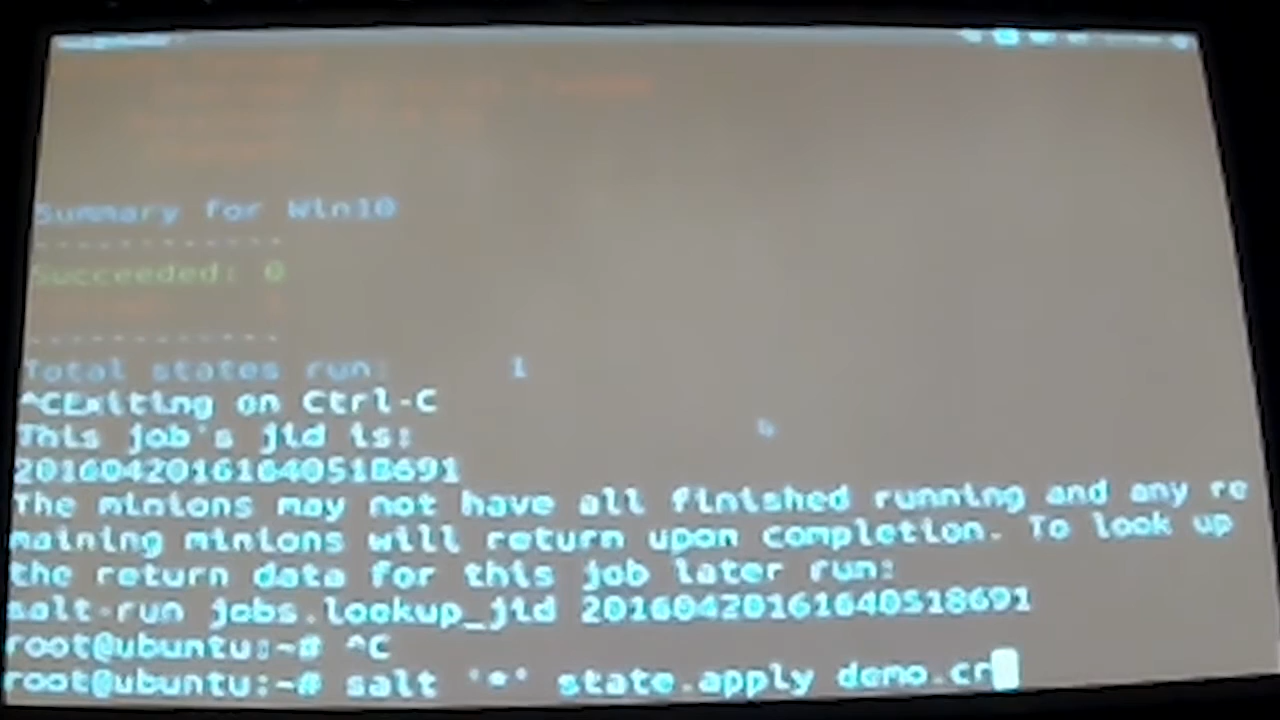 Summary for Win10
------------
Succeeded: 0
------------
Total states run: 1
^CExiting on Ctrl-C
This job's jid is:
20160420161640518691
The minions may not have all finished running and any re
maining minions will return upon completion. To look up
the return data for this job later run:
salt-run jobs.lookup_jid 20160420161640518691
root@ubuntu:~# ^C
root@ubuntu:~# salt '*' state.apply demo.cr